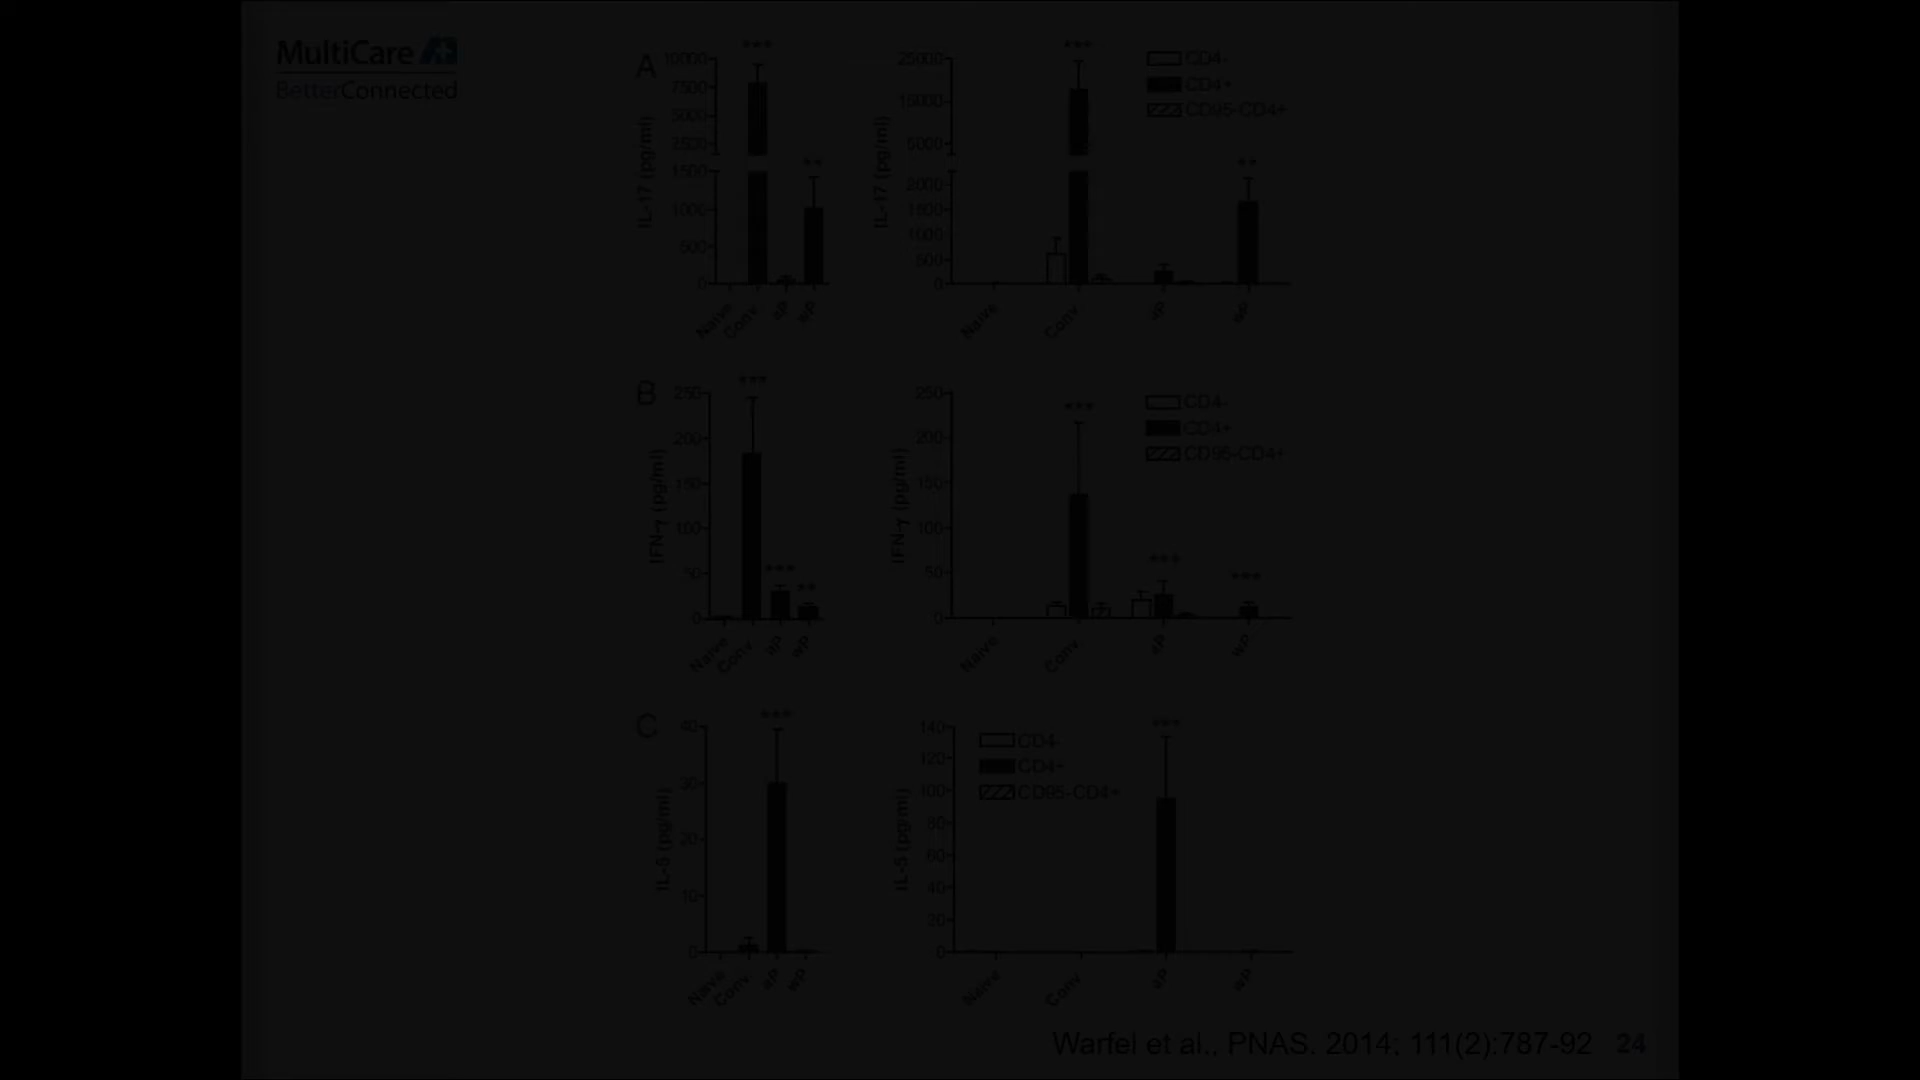 MultiCare
BetterConnected
A
10000
7500
5000
2500
1500
1000
500
0
IL-17 (pg/ml)
***
**
Naive
Conv.
aP
wP
25000
15000
5000
2000
1500
1000
500
0
IL-17 (pg/ml)
***
**
CD4-
CD4+
CD95-CD4+
Naive
Conv.
aP
wP
B
250
200
150
100
50
0
IFN-γ (pg/ml)
***
***
**
Naive
Conv.
aP
wP
250
200
150
100
50
0
IFN-γ (pg/ml)
***
***
***
CD4-
CD4+
CD95-CD4+
Naive
Conv.
aP
wP
C
40
30
20
10
0
IL-5 (pg/ml)
***
Naive
Conv.
aP
wP
140
120
100
80
60
40
20
0
IL-5 (pg/ml)
***
CD4-
CD4+
CD95-CD4+
Naive
Conv.
aP
wP
Warfel et al., PNAS. 2014; 111(2):787-92
24